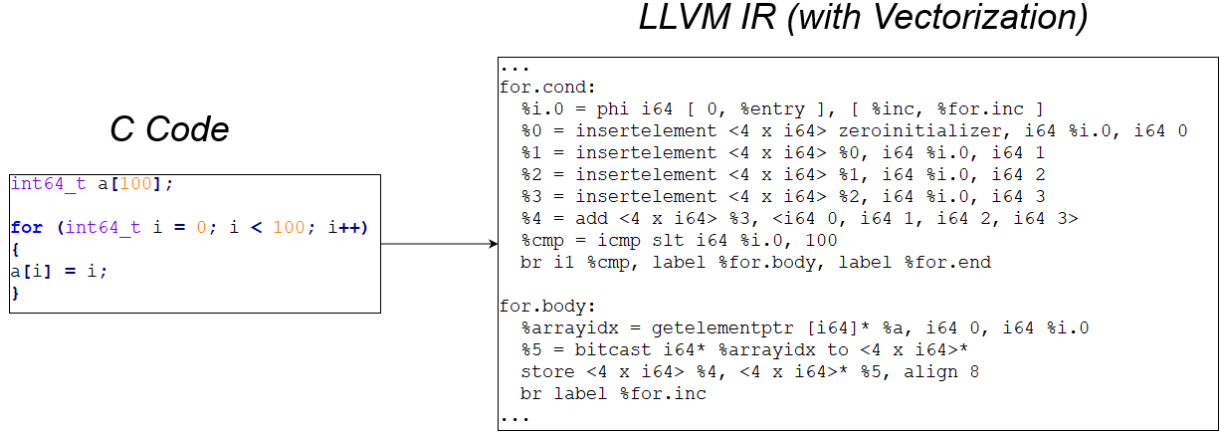 LLVM IR (with Vectorization)
C Code
int64_t a[100];
for (int64_t i = 0; i < 100; i++)
{
a[i] = i;
}
...
for.cond:
  %i.0 = phi i64 [ 0, %entry ], [ %inc, %for.inc ]
  %0 = insertelement <4 x i64> zeroinitializer, i64 %i.0, i64 0
  %1 = insertelement <4 x i64> %0, i64 %i.0, i64 1
  %2 = insertelement <4 x i64> %1, i64 %i.0, i64 2
  %3 = insertelement <4 x i64> %2, i64 %i.0, i64 3
  %4 = add <4 x i64> %3, <i64 0, i64 1, i64 2, i64 3>
  %cmp = icmp slt i64 %i.0, 100
  br i1 %cmp, label %for.body, label %for.end
for.body:
  %arrayidx = getelementptr [i64]* %a, i64 0, i64 %i.0
  %5 = bitcast i64* %arrayidx to <4 x i64>*
  store <4 x i64> %4, <4 x i64>* %5, align 8
  br label %for.inc
...